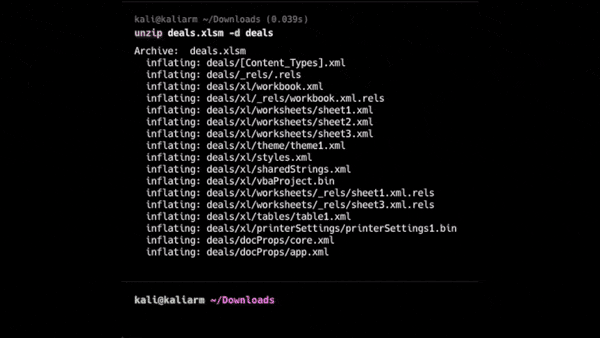 kali@kaliarm ~/Downloads (0.039s)
unzip deals.xlsm -d deals
Archive:  deals.xlsm
  inflating: deals/[Content_Types].xml
  inflating: deals/_rels/.rels
  inflating: deals/xl/workbook.xml
  inflating: deals/xl/_rels/workbook.xml.rels
  inflating: deals/xl/worksheets/sheet1.xml
  inflating: deals/xl/worksheets/sheet2.xml
  inflating: deals/xl/worksheets/sheet3.xml
  inflating: deals/xl/theme/theme1.xml
  inflating: deals/xl/styles.xml
  inflating: deals/xl/sharedStrings.xml
  inflating: deals/xl/vbaProject.bin
  inflating: deals/xl/worksheets/_rels/sheet1.xml.rels
  inflating: deals/xl/worksheets/_rels/sheet3.xml.rels
  inflating: deals/xl/tables/table1.xml
  inflating: deals/xl/printerSettings/printerSettings1.bin
  inflating: deals/docProps/core.xml
  inflating: deals/docProps/app.xml
kali@kaliarm ~/Downloads